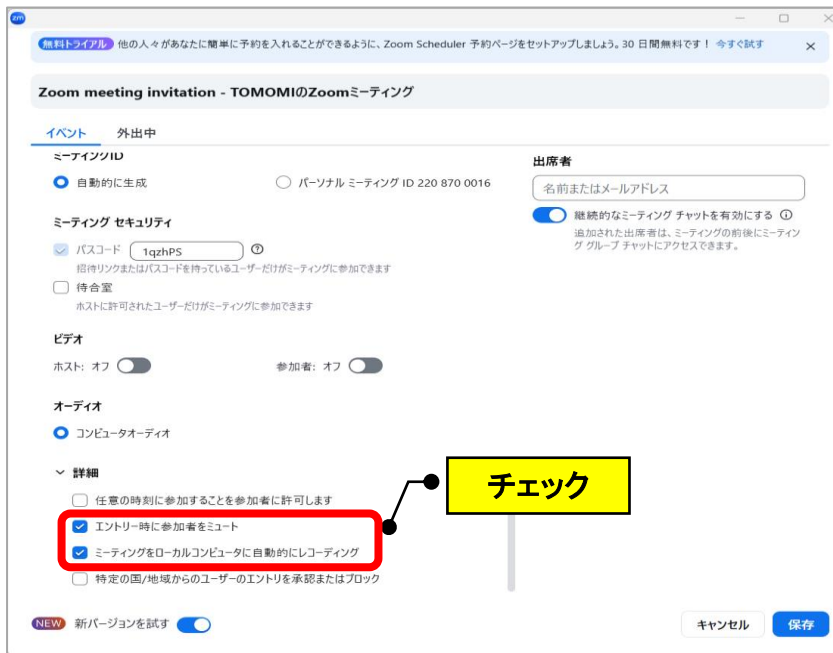 zm
無料トライアル 他の人々があなたに簡単に予約を入れることができるように、Zoom Scheduler 予約ページをセットアップしましょう。30 日間無料です！ 今すぐ試す
Zoom meeting invitation - TOMOMIのZoomミーティング
イベント 外出中
ミーティングID
自動的に生成 パーソナル ミーティング ID 220 870 0016
ミーティング セキュリティ
パスコード 1qzhPS
招待リンクまたはパスコードを持っているユーザーだけがミーティングに参加できます
待合室
ホストに許可されたユーザーだけがミーティングに参加できます
ビデオ
ホスト: オフ 参加者: オフ
オーディオ
コンピュータオーディオ
詳細
任意の時刻に参加することを参加者に許可します
エントリー時に参加者をミュート
ミーティングをローカルコンピュータに自動的にレコーディング
特定の国/地域からのユーザーのエントリを承認またはブロック
チェック
出席者
名前またはメールアドレス
継続的なミーティング チャットを有効にする
追加された出席者は、ミーティングの前後にミーティン
グ グループ チャットにアクセスできます。
NEW 新バージョンを試す
キャンセル 保存